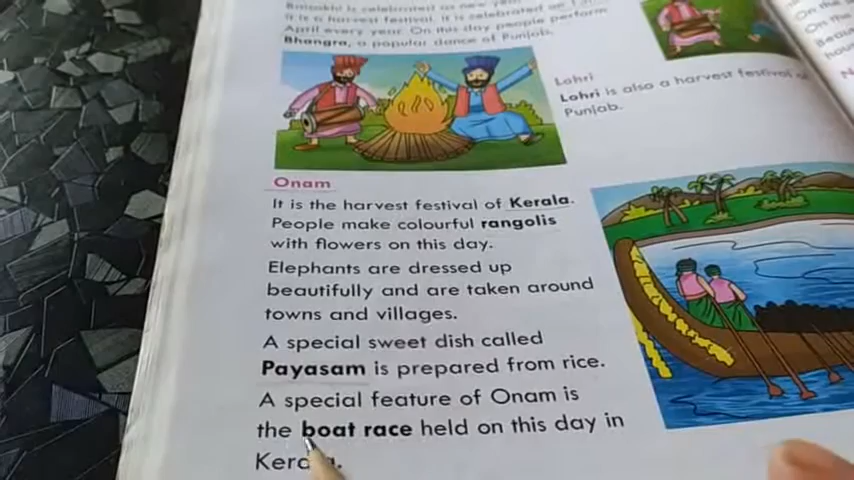 Baisakhi is celebrated as new year
It is a harvest festival. It is celebrated on
April every year. On this day people perform
Bhangra, a popular dance of Punjab.
Lohri
Lohri is also a harvest festival of
Punjab.
Onam
It is the harvest festival of Kerala.
People make colourful rangolis
with flowers on this day.
Elephants are dressed up
beautifully and are taken around
towns and villages.
A special sweet dish called
Payasam is prepared from rice.
A special feature of Onam is
the boat race held on this day in
On the
On the